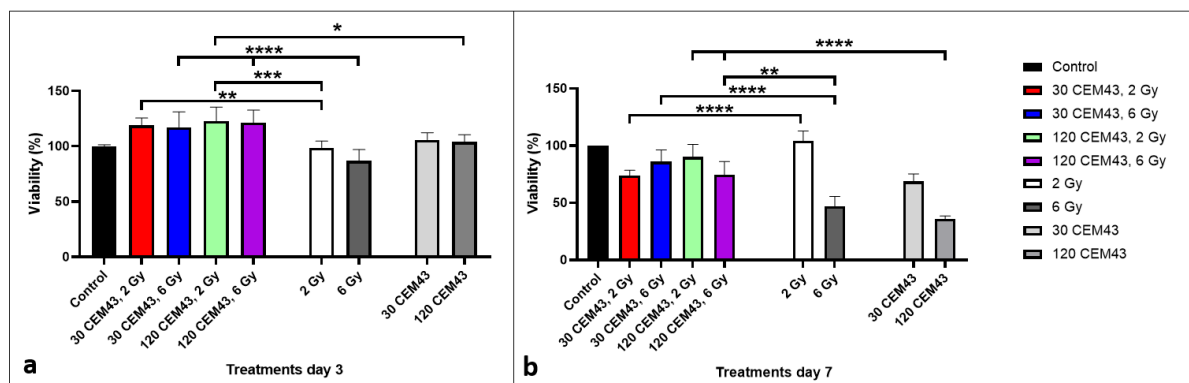 *
****
***
**
150
100
50
0
Viability (%)
Control
30 CEM43, 2 Gy
30 CEM43, 6 Gy
120 CEM43, 2 Gy
120 CEM43, 6 Gy
2 Gy
6 Gy
30 CEM43
120 CEM43
Treatments day 3
a
****
**
****
****
150
100
50
0
Viability (%)
Control
30 CEM43, 2 Gy
30 CEM43, 6 Gy
120 CEM43, 2 Gy
120 CEM43, 6 Gy
2 Gy
6 Gy
30 CEM43
120 CEM43
Treatments day 7
b
Control
30 CEM43, 2 Gy
30 CEM43, 6 Gy
120 CEM43, 2 Gy
120 CEM43, 6 Gy
2 Gy
6 Gy
30 CEM43
120 CEM43